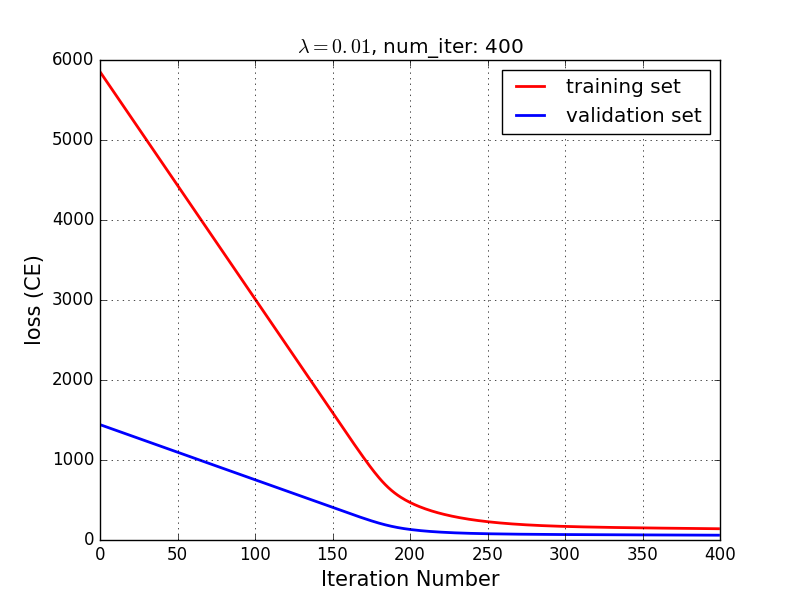 λ = 0.01, num_iter: 400
6000
5000
4000
3000
2000
1000
0
loss (CE)
training set
validation set
0 50 100 150 200 250 300 350 400
Iteration Number